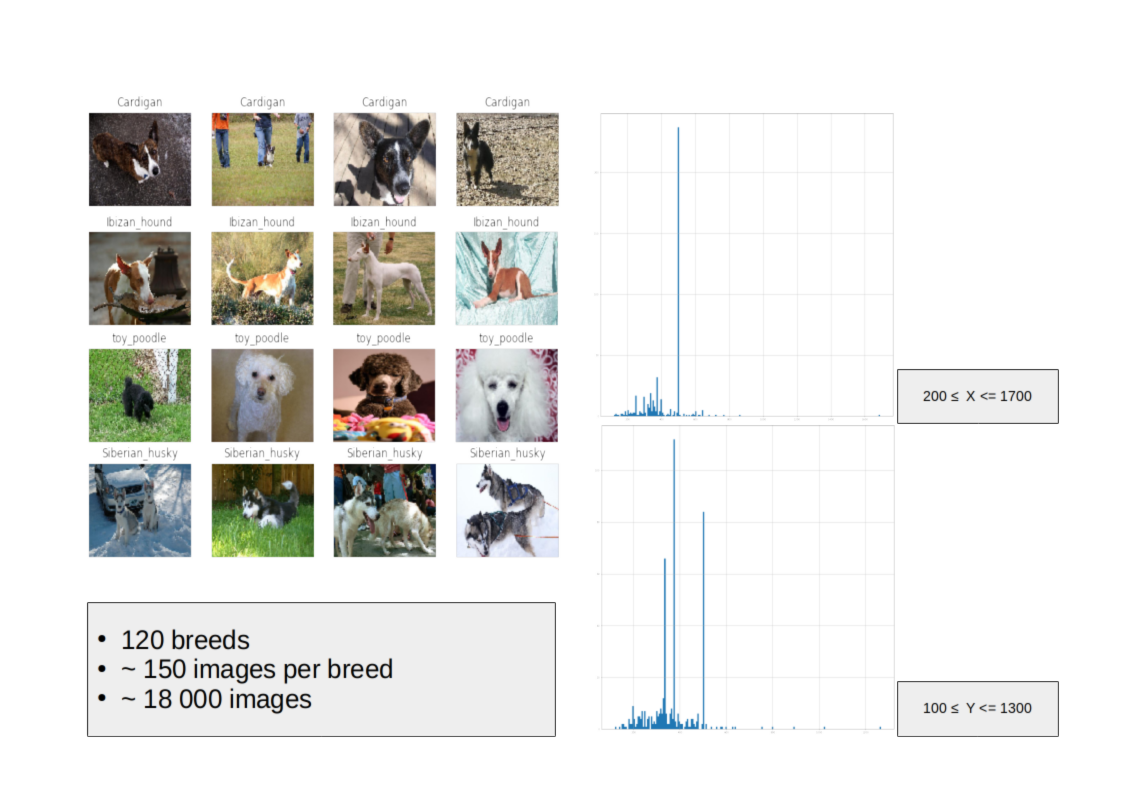 Cardigan Cardigan Cardigan Cardigan
Ibizan_hound Ibizan_hound Ibizan_hound Ibizan_hound
toy_poodle toy_poodle toy_poodle toy_poodle
Siberian_husky Siberian_husky Siberian_husky Siberian_husky
• 120 breeds
• ~ 150 images per breed
• ~ 18 000 images
200 ≤ X <= 1700
100 ≤ Y <= 1300